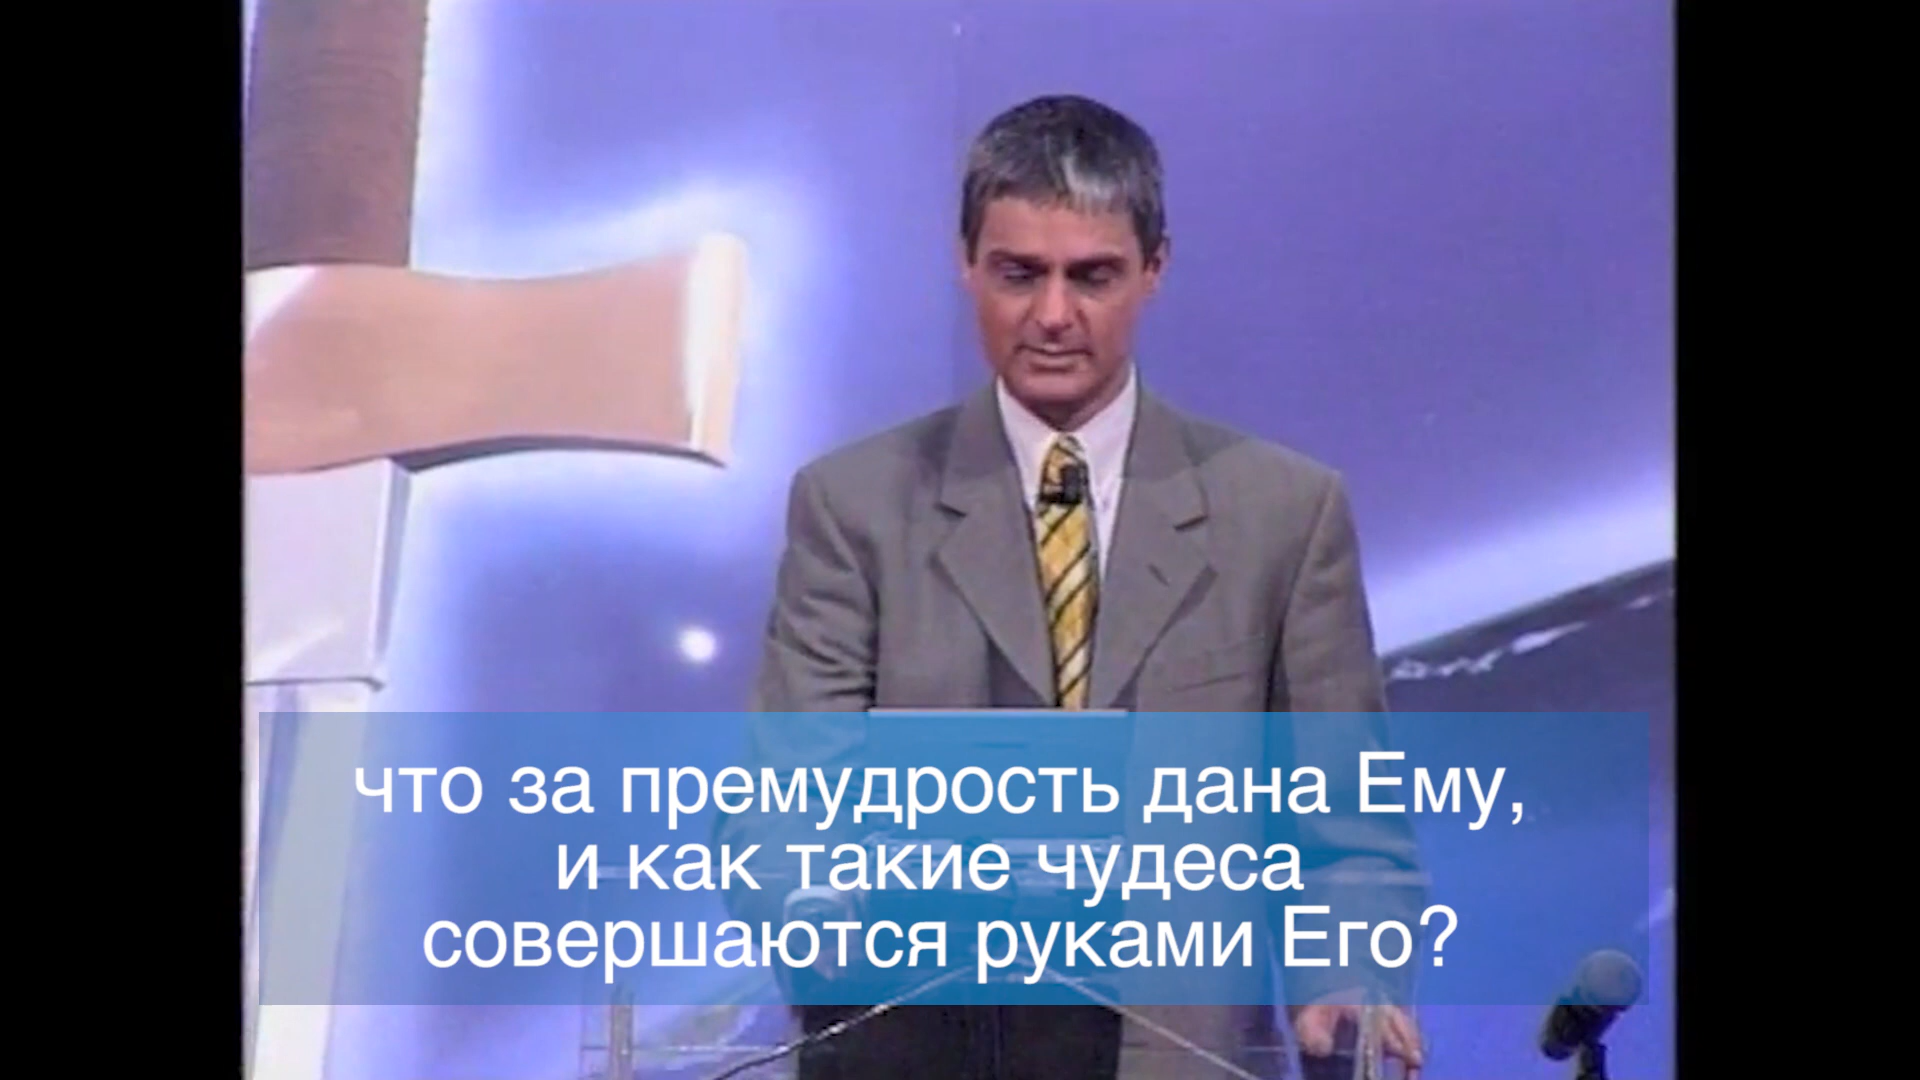 что за премудрость дана Ему,
и как такие чудеса
совершаются руками Его?